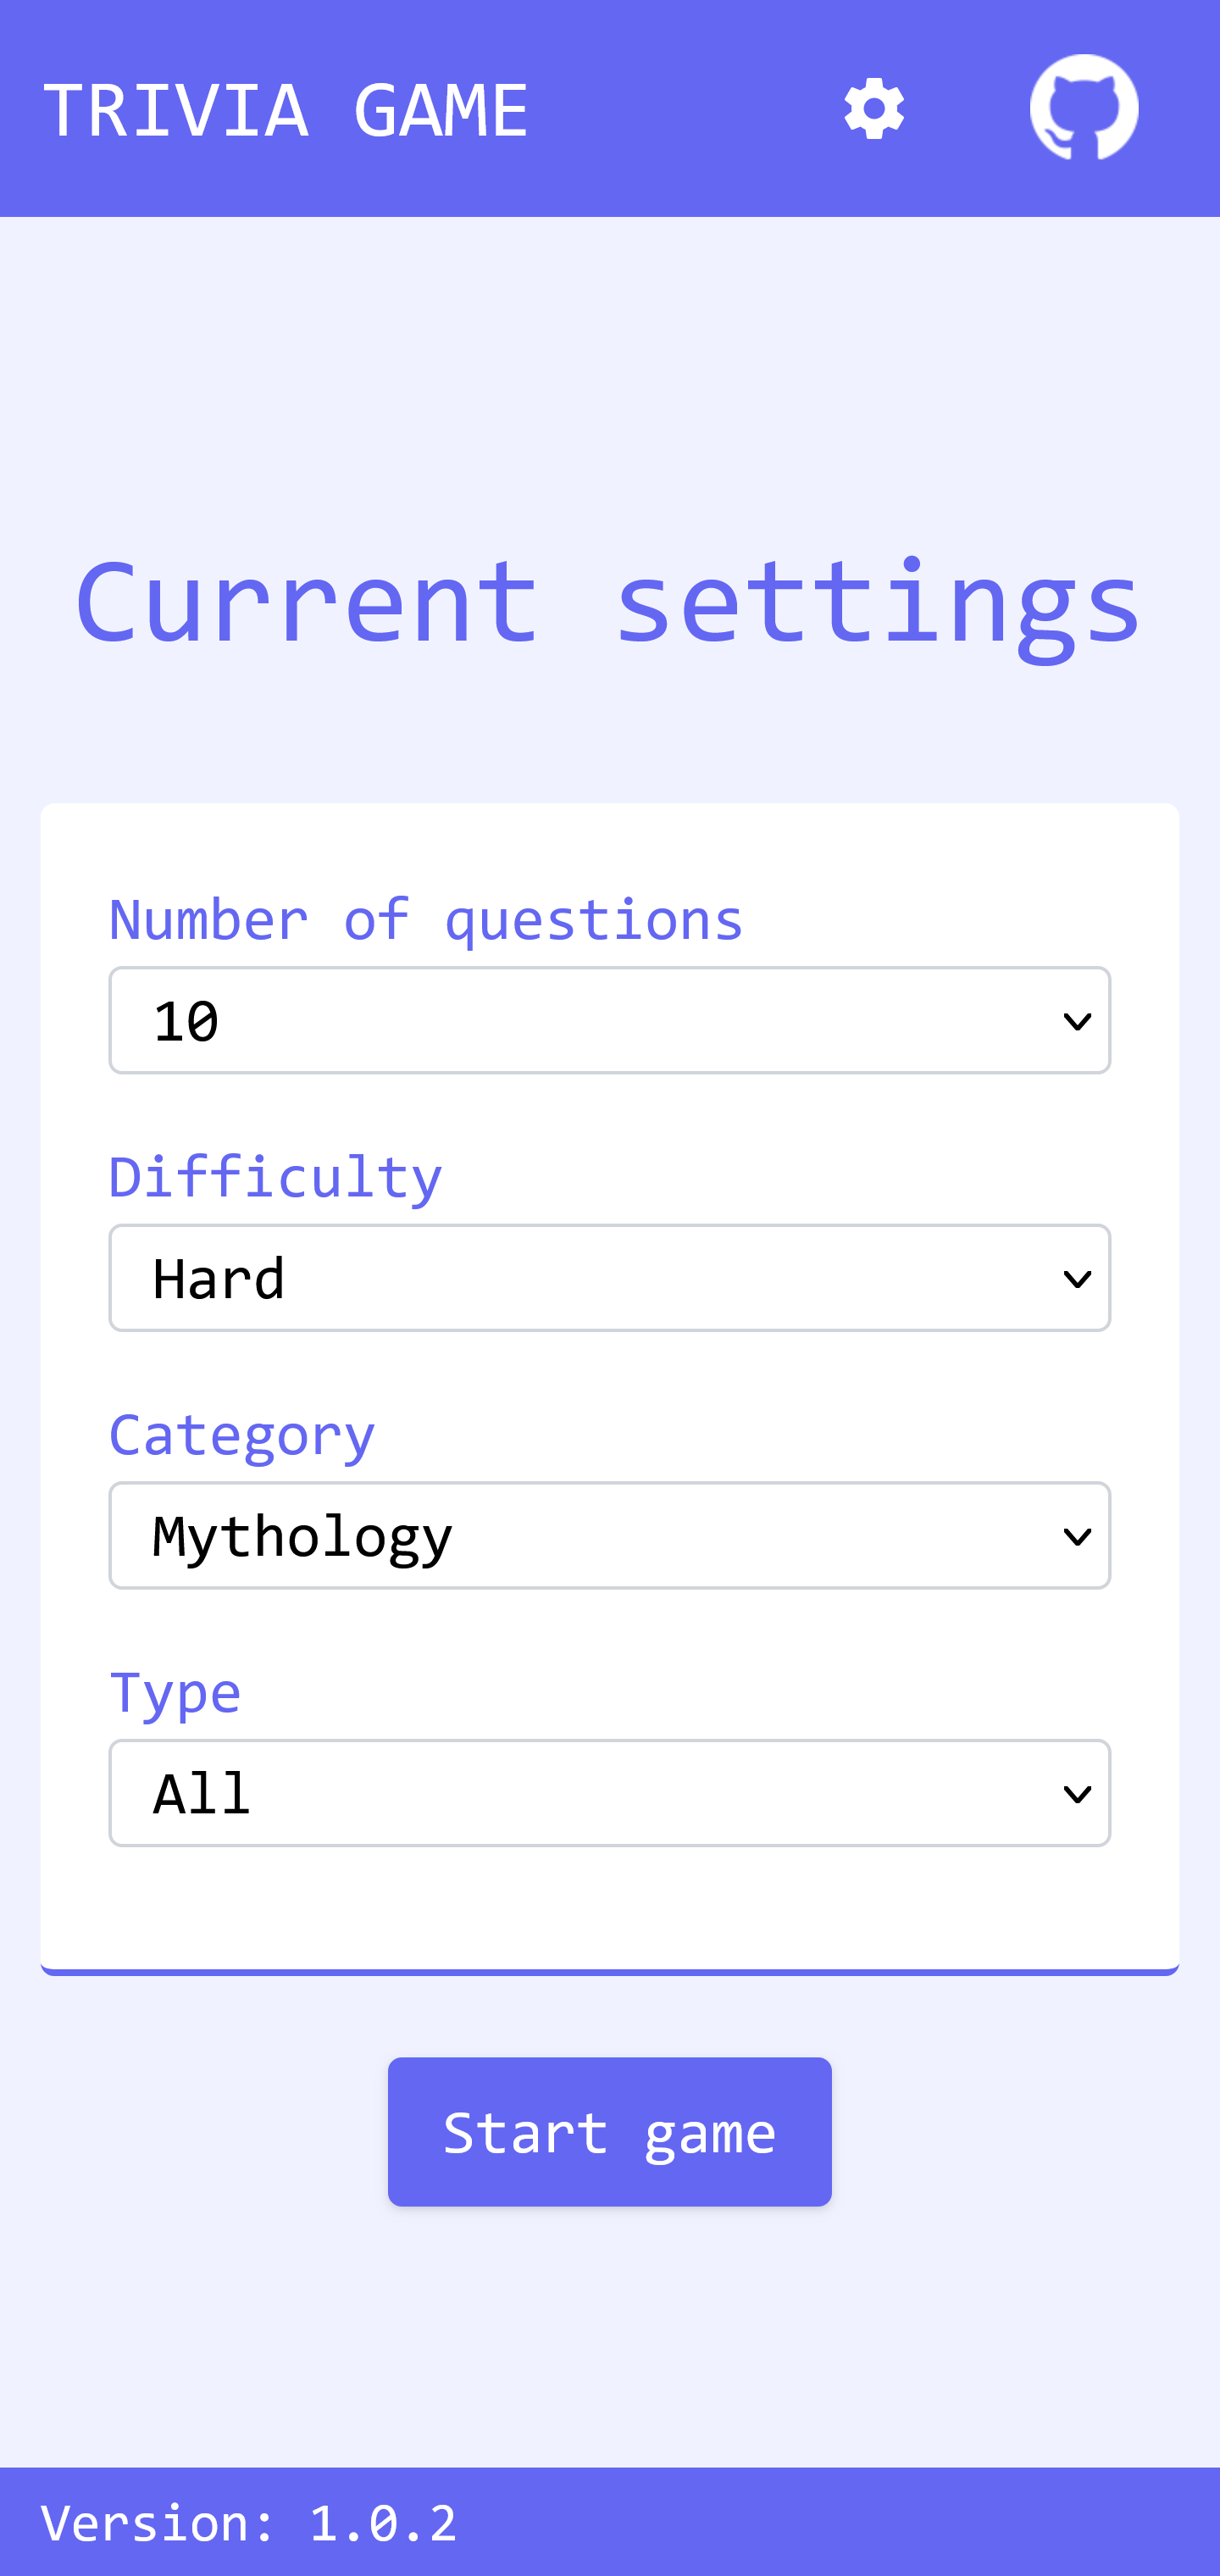 TRIVIA GAME
Current settings
Number of questions
10
Difficulty
Hard
Category
Mythology
Type
All
Start game
Version: 1.0.2